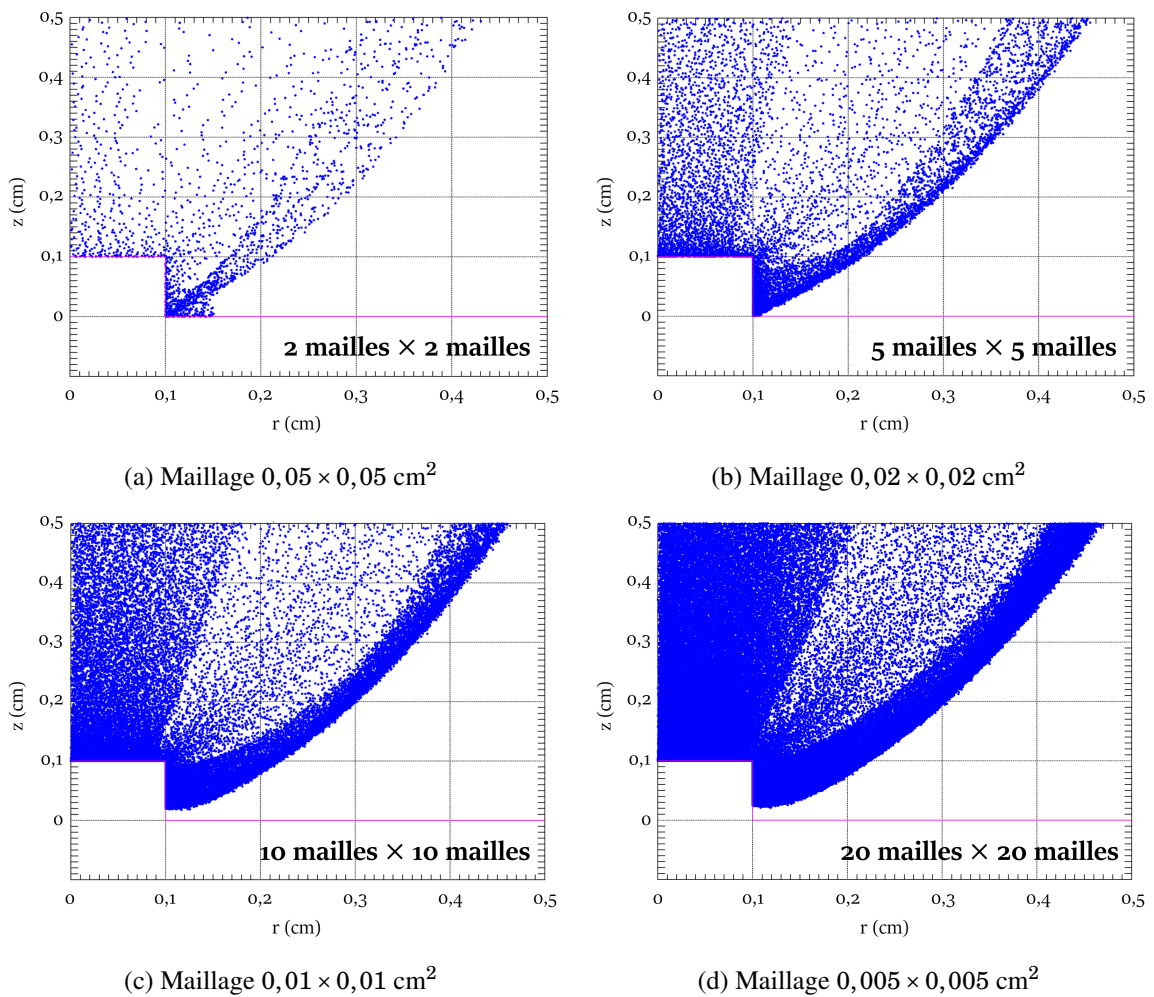 0,5
0,4
0,3
0,2
0,1
0
z (cm)
2 mailles × 2 mailles
0 0,1 0,2 0,3 0,4 0,5
r (cm)
(a) Maillage 0,05 × 0,05 cm²
0,5
0,4
0,3
0,2
0,1
0
z (cm)
5 mailles × 5 mailles
0 0,1 0,2 0,3 0,4 0,5
r (cm)
(b) Maillage 0,02 × 0,02 cm²
0,5
0,4
0,3
0,2
0,1
0
z (cm)
10 mailles × 10 mailles
0 0,1 0,2 0,3 0,4 0,5
r (cm)
(c) Maillage 0,01 × 0,01 cm²
0,5
0,4
0,3
0,2
0,1
0
z (cm)
20 mailles × 20 mailles
0 0,1 0,2 0,3 0,4 0,5
r (cm)
(d) Maillage 0,005 × 0,005 cm²